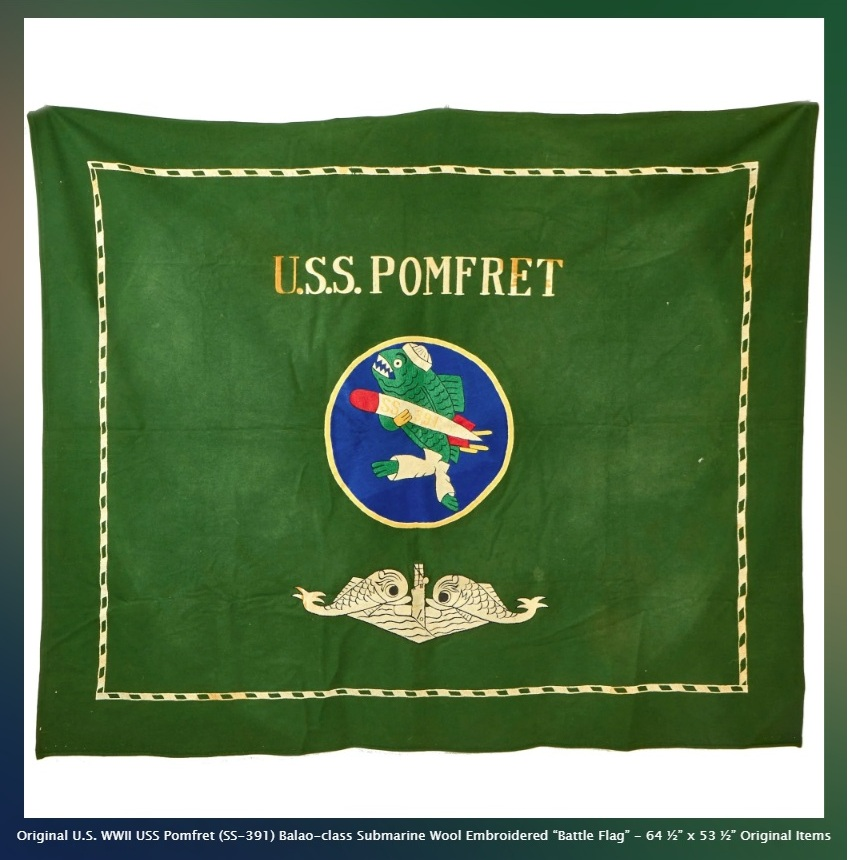 U.S.S. POMFRET
Original U.S. WWII USS Pomfret (SS-391) Balao-class Submarine Wool Embroidered “Battle Flag” - 64 ½” x 53 ½” Original Items